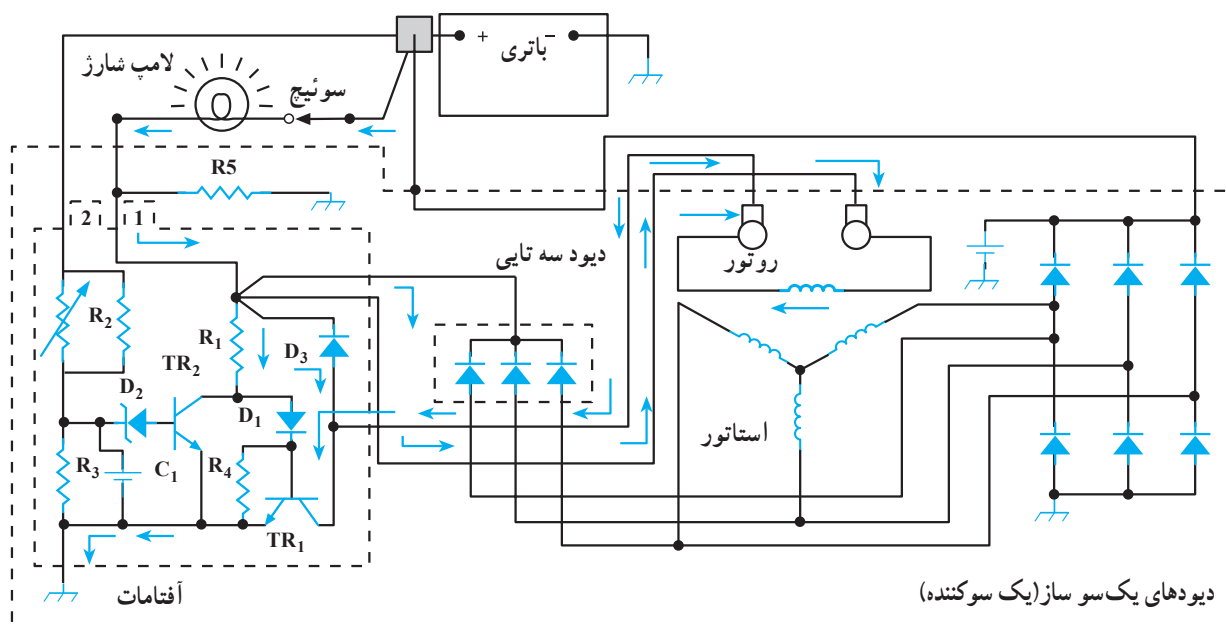 + باتری −
لامپ شارژ
سوئیچ
R5
2
1
دیود سه تایی
روتور
R₂
R₁
D₃
TR₂
D₂
D₁
استاتور
R₃
C₁
R₄
TR₁
آفتامات
دیودهای یک‌سو ساز(یک سوکننده)